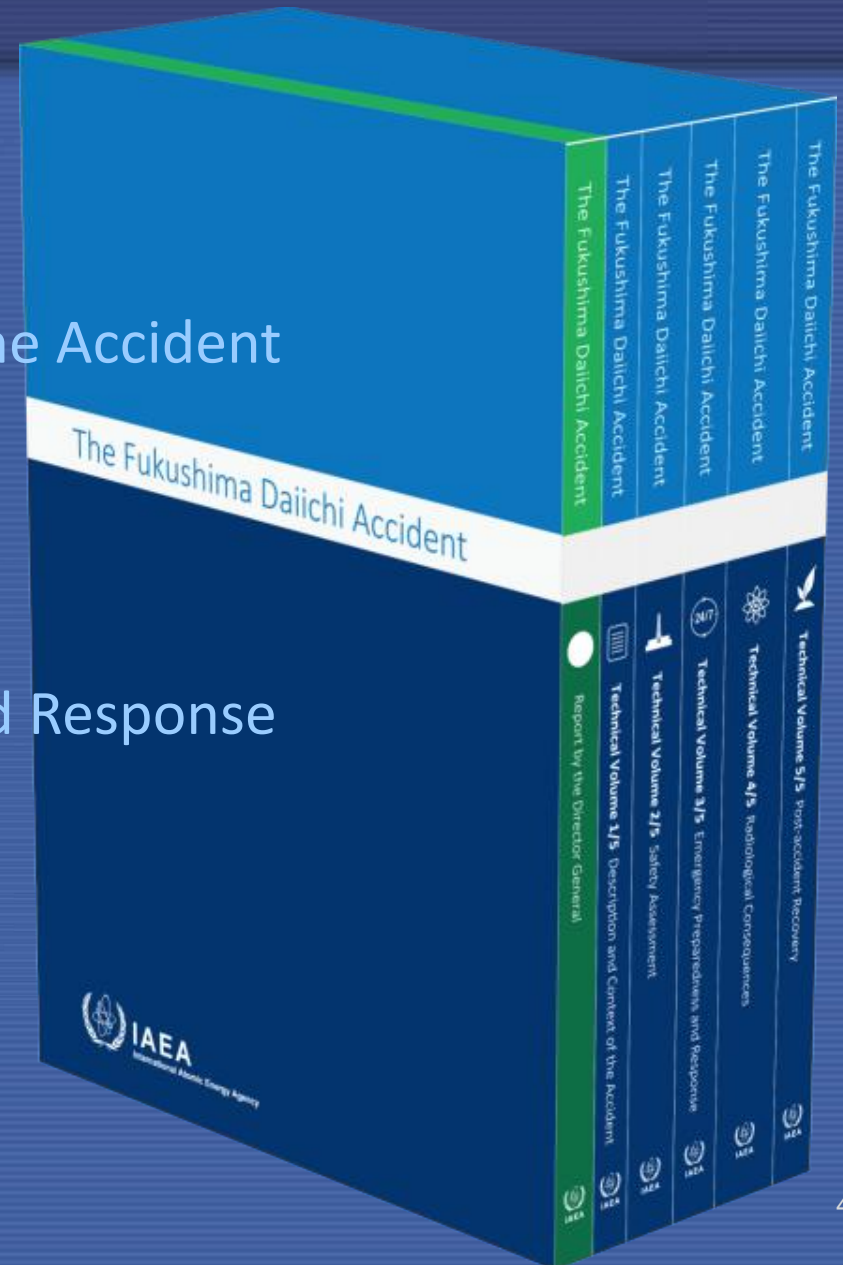 ne Accident
d Response
The Fukushima Daiichi Accident
IAEA
International Atomic Energy Agency
The Fukushima Daiichi Accident
Report by the Director General
IAEA
The Fukushima Daiichi Accident
Technical Volume 1/5 Description and Context of the Accident
IAEA
The Fukushima Daiichi Accident
Technical Volume 2/5 Safety Assessment
IAEA
The Fukushima Daiichi Accident
24/7
Technical Volume 3/5 Emergency Preparedness and Response
IAEA
The Fukushima Daiichi Accident
Technical Volume 4/5 Radiological Consequences
IAEA
The Fukushima Daiichi Accident
Technical Volume 5/5 Post-accident Recovery
IAEA
4